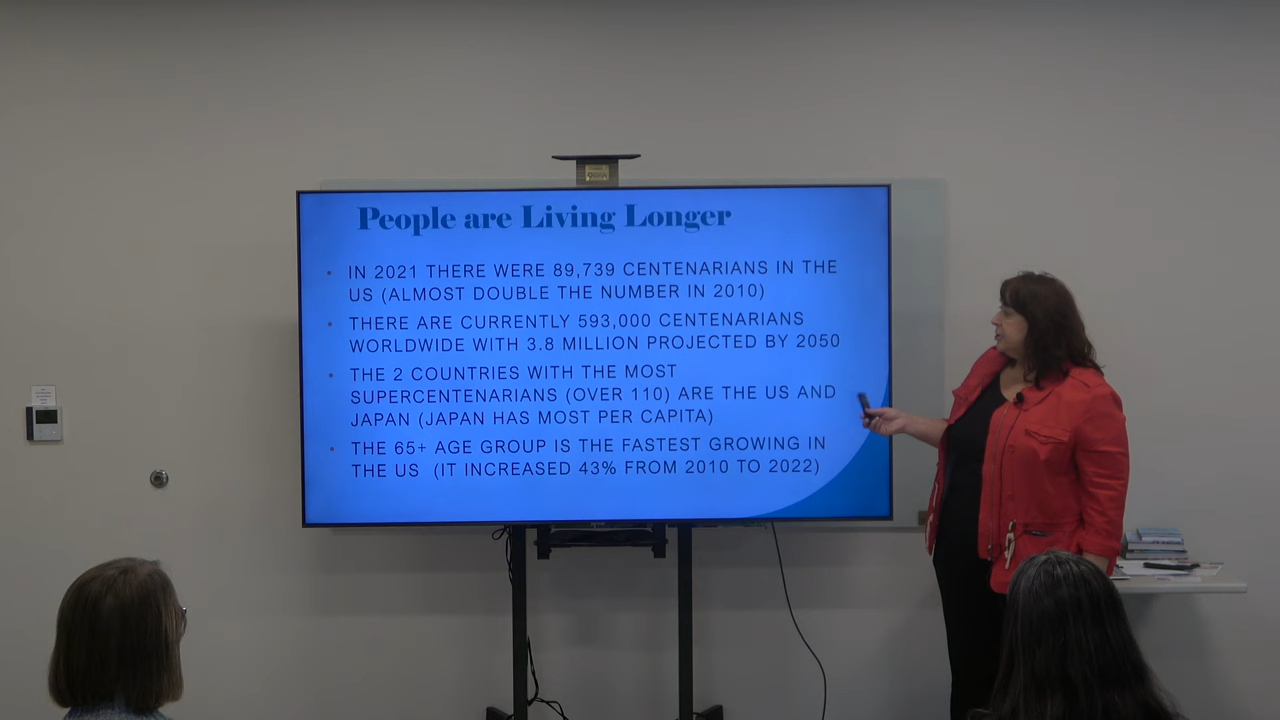 People are Living Longer
• IN 2021 THERE WERE 89,739 CENTENARIANS IN THE
US (ALMOST DOUBLE THE NUMBER IN 2010)
• THERE ARE CURRENTLY 593,000 CENTENARIANS
WORLDWIDE WITH 3.8 MILLION PROJECTED BY 2050
• THE 2 COUNTRIES WITH THE MOST
SUPERCENTENARIANS (OVER 110) ARE THE US AND
JAPAN (JAPAN HAS MOST PER CAPITA)
• THE 65+ AGE GROUP IS THE FASTEST GROWING IN
THE US (IT INCREASED 43% FROM 2010 TO 2022)